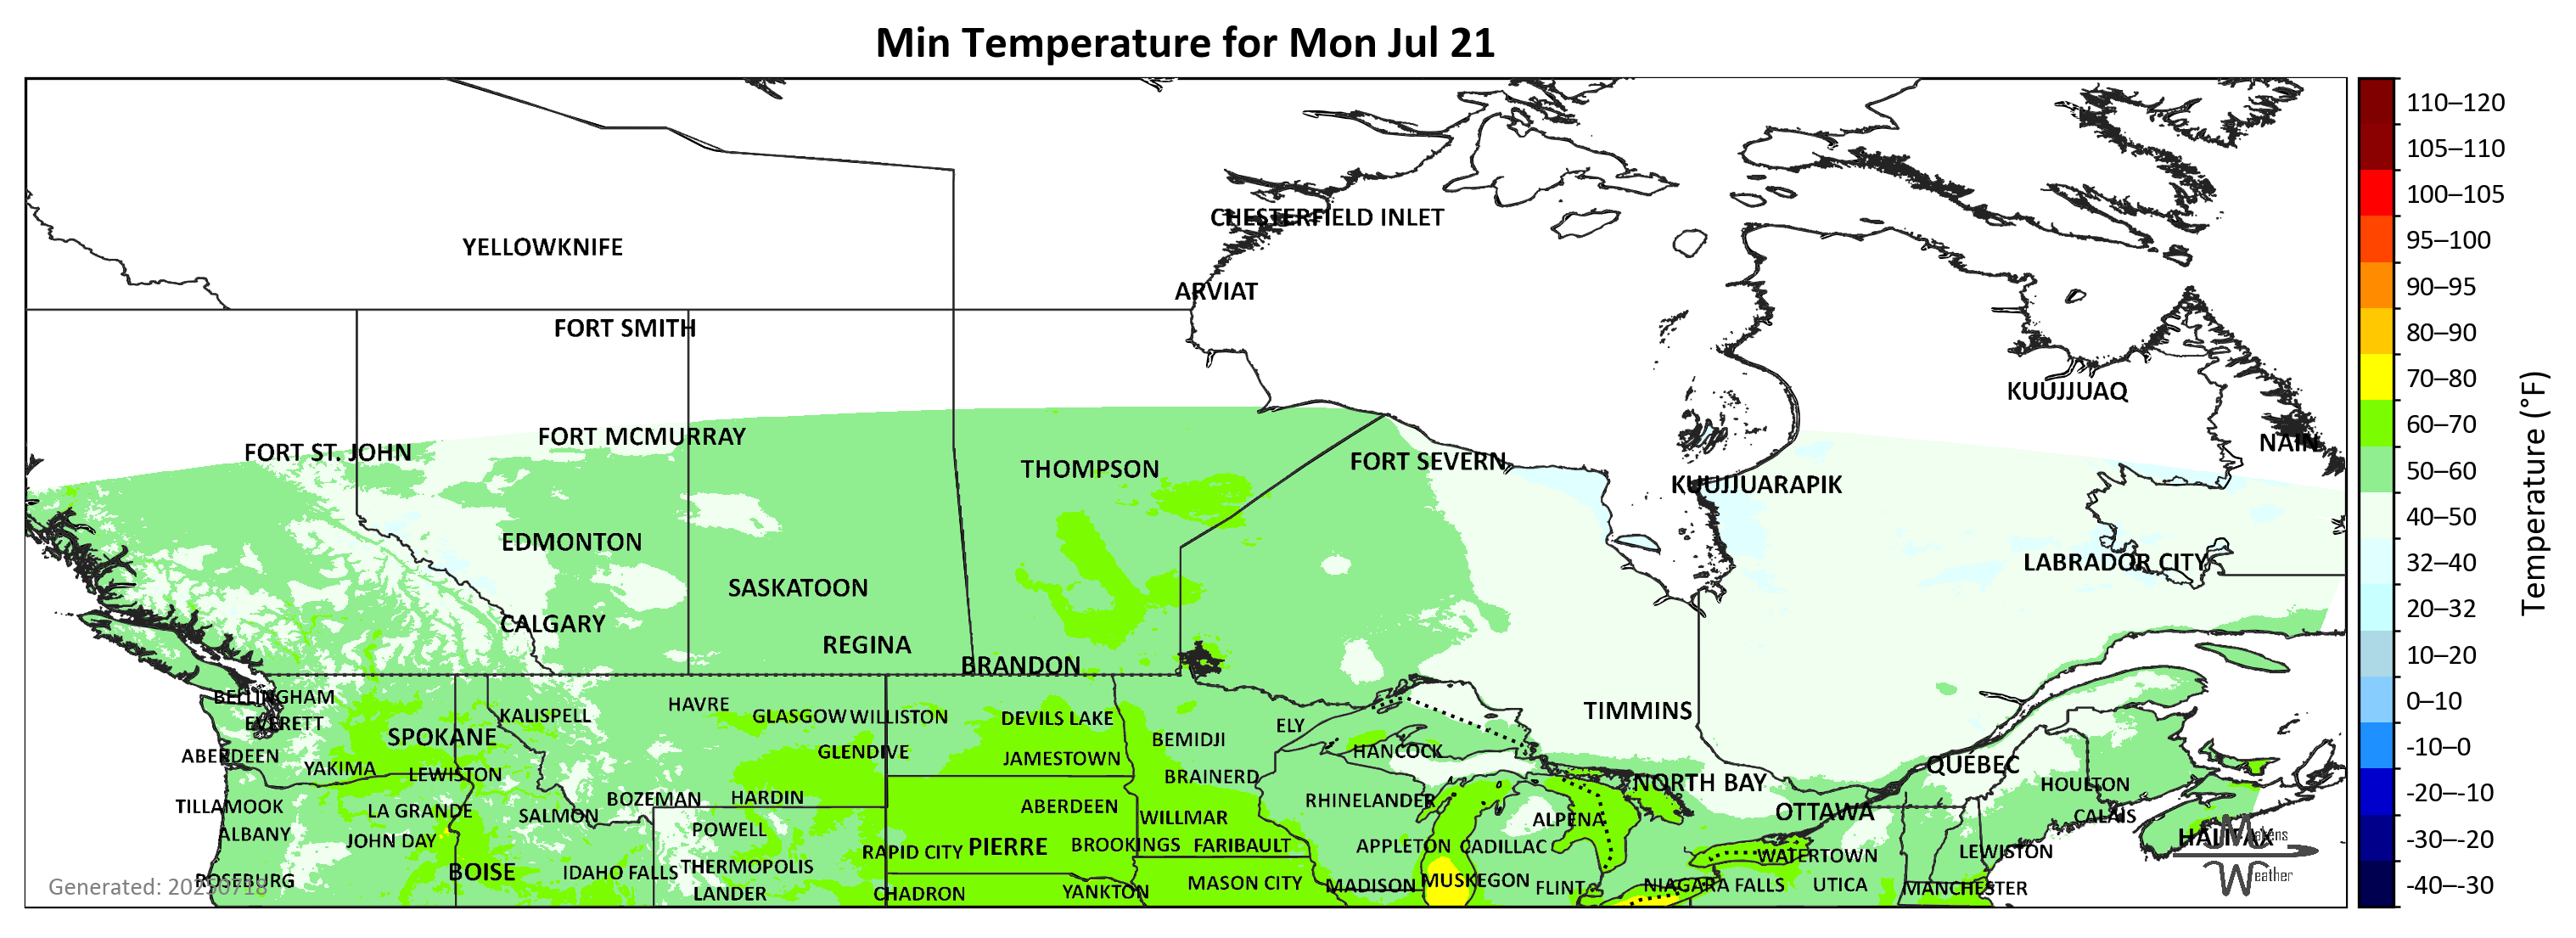 Min Temperature for Mon Jul 21
110–120
105–110
100–105
95–100
90–95
80–90
70–80
60–70
50–60
40–50
32–40
20–32
10–20
0–10
-10–0
-20–-10
-30–-20
-40–-30
Temperature (°F)
CHESTERFIELD INLET
YELLOWKNIFE
ARVIAT
FORT SMITH
KUUJJUAQ
FORT MCMURRAY
NAIN
FORT ST. JOHN
FORT SEVERN
THOMPSON
KUUJJUARAPIK
EDMONTON
LABRADOR CITY
SASKATOON
CALGARY
REGINA
BRANDON
BELLINGHAM
HAVRE
TIMMINS
KALISPELL
GLASGOW
WILLISTON
DEVILS LAKE
EVERETT
ELY
SPOKANE
BEMIDJI
HANCOCK
GLENDIVE
ABERDEEN
JAMESTOWN
QUÉBEC
YAKIMA
LEWISTON
BRAINERD
NORTH BAY
HOULTON
BOZEMAN
HARDIN
RHINELANDER
TILLAMOOK
ABERDEEN
LA GRANDE
OTTAWA
SALMON
CALAIS
WILLMAR
ALPENA
POWELL
ALBANY
HALIFAX
JOHN DAY
PIERRE
BROOKINGS
FARIBAULT
APPLETON
CADILLAC
RAPID CITY
LEWISTON
WATERTOWN
THERMOPOLIS
BOISE
IDAHO FALLS
ROSEBURG
MUSKEGON
MASON CITY
MADISON
FLINT
NIAGARA FALLS
UTICA
MANCHESTER
YANKTON
LANDER
CHADRON
Generated: 20250718
Makens
Weather